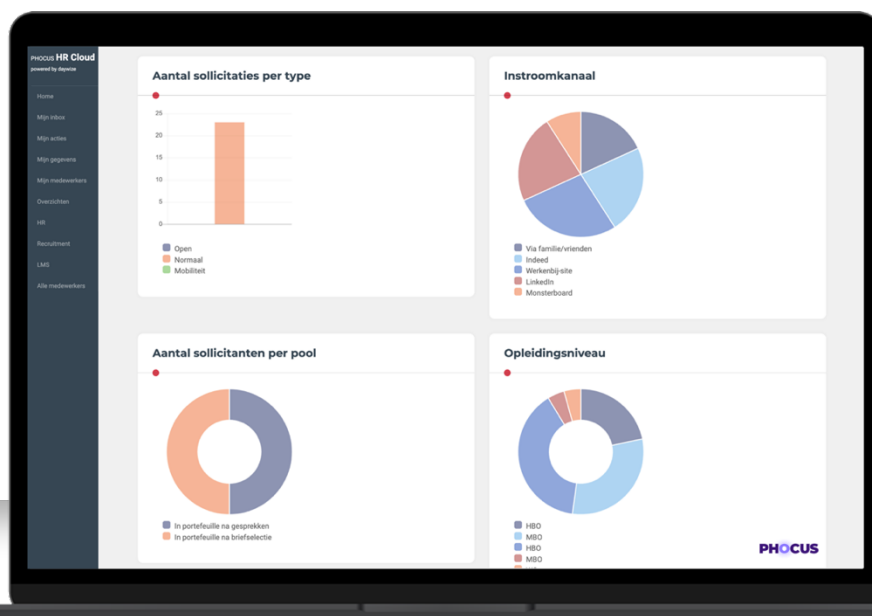 PHOCUS HR Cloud
powered by daywize
Home
Mijn inbox
Mijn acties
Mijn gegevens
Mijn medewerkers
Overzichten
HR
Recruitment
LMS
Alle medewerkers
Aantal sollicitaties per type
25
20
15
10
5
0
Open
Normaal
Mobiliteit
Instroomkanaal
Via familie/vrienden
Indeed
Werkenbij-site
LinkedIn
Monsterboard
Aantal sollicitanten per pool
In portefeuille na gesprekken
In portefeuille na briefselectie
Opleidingsniveau
HBO
MBO
HBO
MBO
PHOCUS